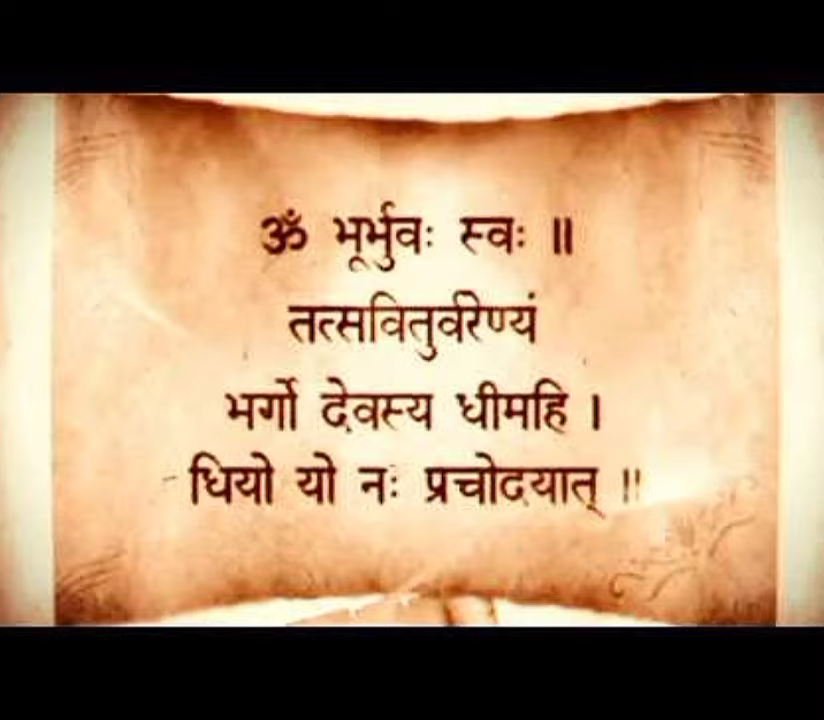 ॐ भूर्भुवः स्वः ॥
तत्सवितुर्वरेण्यं
भर्गो देवस्य धीमहि ।
धियो यो नः प्रचोदयात् ॥